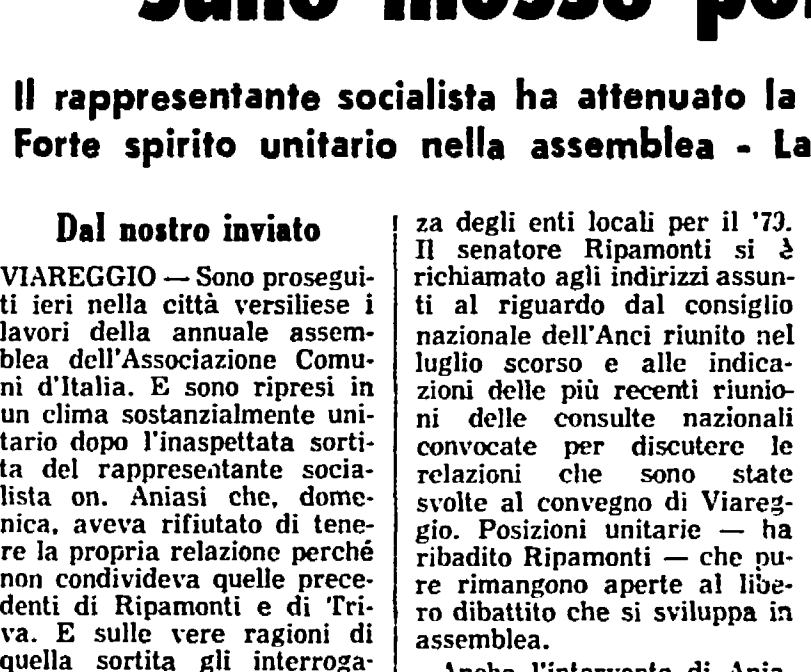 Il rappresentante socialista ha attenuato la
Forte spirito unitario nella assemblea - La
Dal nostro inviato
VIAREGGIO — Sono prosegui-
ti ieri nella città versiliese i
lavori della annuale assem-
blea dell'Associazione Comu-
ni d'Italia. E sono ripresi in
un clima sostanzialmente uni-
tario dopo l'inaspettata sorti-
ta del rappresentante socia-
lista on. Aniasi che, dome-
nica, aveva rifiutato di tene-
re la propria relazione perché
non condivideva quelle prece-
denti di Ripamonti e di Tri-
va. E sulle vere ragioni di
quella sortita gli interroga-
za degli enti locali per il '79.
Il senatore Ripamonti si è
richiamato agli indirizzi assun-
ti al riguardo dal consiglio
nazionale dell'Anci riunito nel
luglio scorso e alle indica-
zioni delle più recenti riunio-
ni delle consulte nazionali
convocate per discutere le
relazioni che sono state
svolte al convegno di Viareg-
gio. Posizioni unitarie — ha
ribadito Ripamonti — che pu-
re rimangono aperte al libe-
ro dibattito che si sviluppa in
assemblea.
Anche l'intervento di Ania-